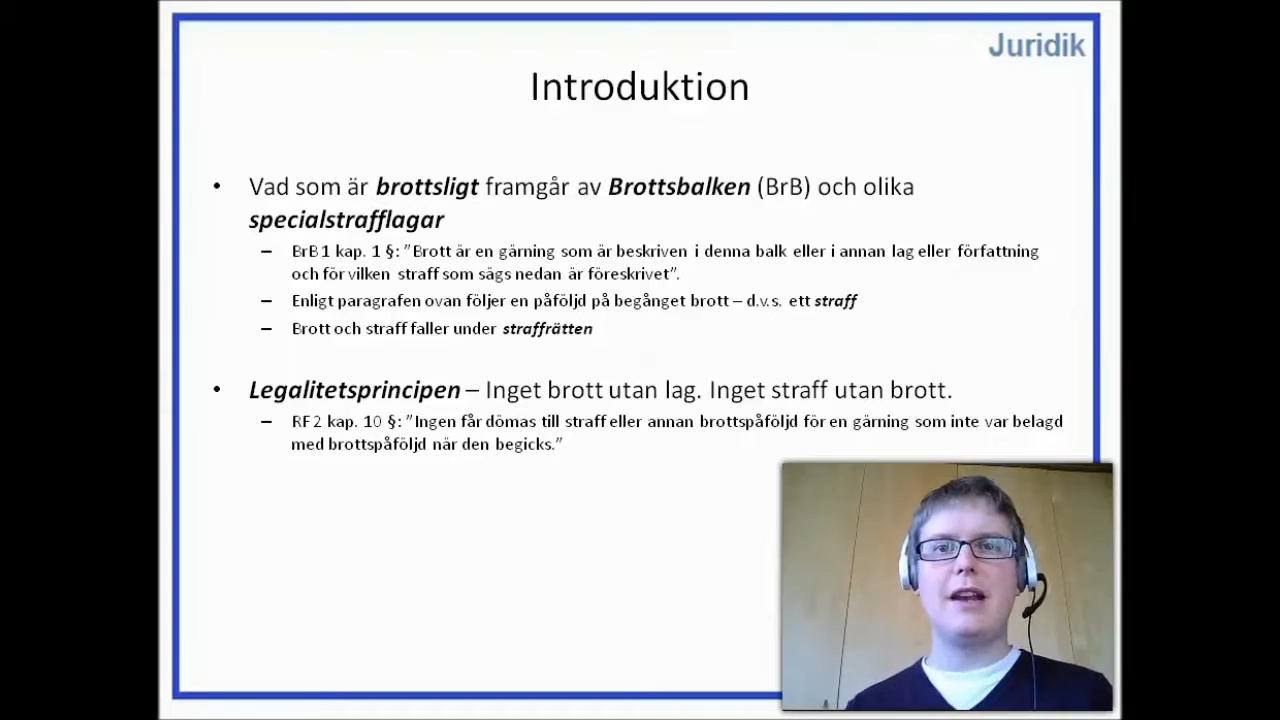 Juridik
Introduktion
• Vad som är brottsligt framgår av Brottsbalken (BrB) och olika
specialstrafflagar
– BrB 1 kap. 1 §: ”Brott är en gärning som är beskriven i denna balk eller i annan lag eller författning
och för vilken straff som sägs nedan är föreskrivet”.
– Enligt paragrafen ovan följer en påföljd på begånget brott – d.v.s. ett straff
– Brott och straff faller under straffrätten
• Legalitetsprincipen – Inget brott utan lag. Inget straff utan brott.
– RF 2 kap. 10 §: ”Ingen får dömas till straff eller annan brottspåföljd för en gärning som inte var belagd
med brottspåföljd när den begicks.”